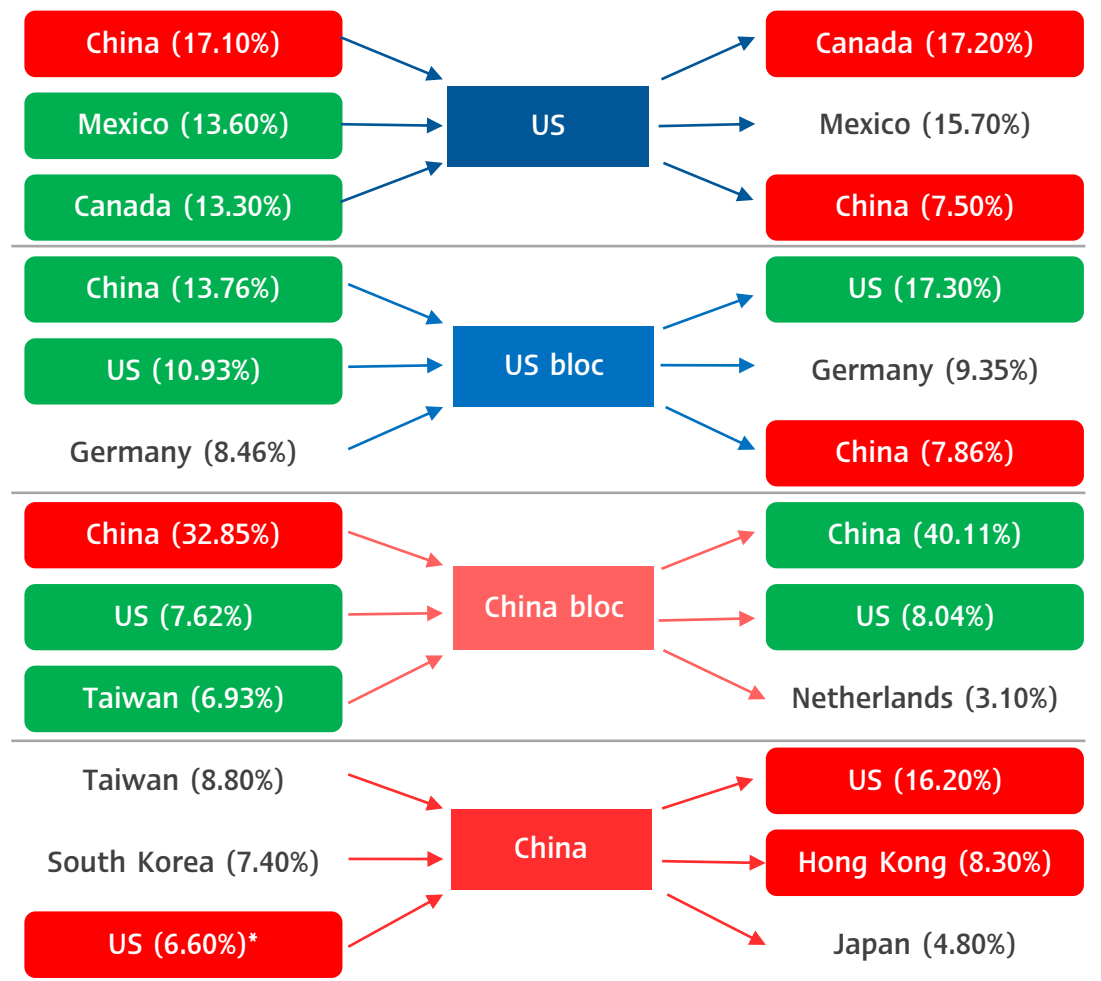 China (17.10%)
Mexico (13.60%)
Canada (13.30%)
US
Canada (17.20%)
Mexico (15.70%)
China (7.50%)
China (13.76%)
US (10.93%)
Germany (8.46%)
US bloc
US (17.30%)
Germany (9.35%)
China (7.86%)
China (32.85%)
US (7.62%)
Taiwan (6.93%)
China bloc
China (40.11%)
US (8.04%)
Netherlands (3.10%)
Taiwan (8.80%)
South Korea (7.40%)
US (6.60%)*
China
US (16.20%)
Hong Kong (8.30%)
Japan (4.80%)